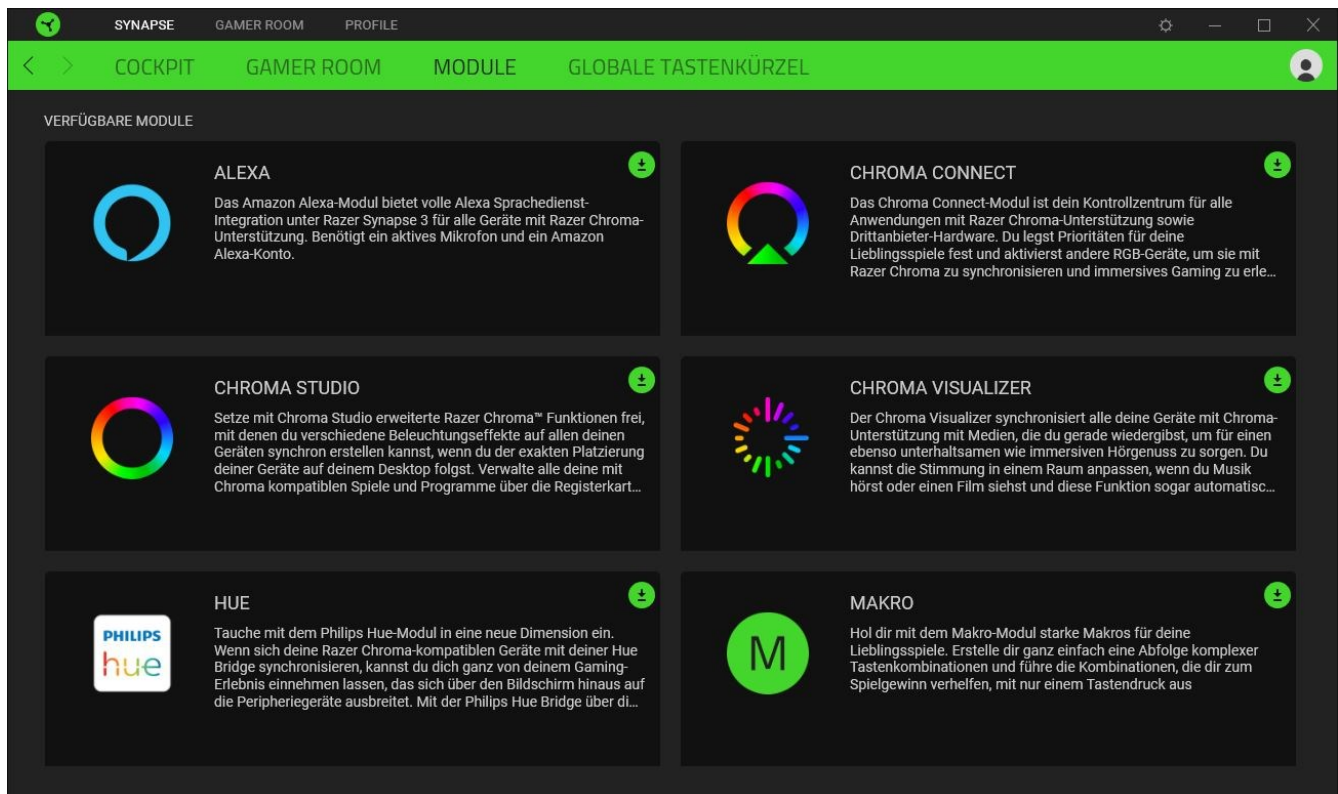 SYNAPSE GAMER ROOM PROFILE
COCKPIT GAMER ROOM MODULE GLOBALE TASTENKÜRZEL
VERFÜGBARE MODULE
ALEXA
Das Amazon Alexa-Modul bietet volle Alexa Sprachedienst-
Integration unter Razer Synapse 3 für alle Geräte mit Razer Chroma-
Unterstützung. Benötigt ein aktives Mikrofon und ein Amazon
Alexa-Konto.
CHROMA CONNECT
Das Chroma Connect-Modul ist dein Kontrollzentrum für alle
Anwendungen mit Razer Chroma-Unterstützung sowie
Drittanbieter-Hardware. Du legst Prioritäten für deine
Lieblingsspiele fest und aktivierst andere RGB-Geräte, um sie mit
Razer Chroma zu synchronisieren und immersives Gaming zu erle...
CHROMA STUDIO
Setze mit Chroma Studio erweiterte Razer Chroma™ Funktionen frei,
mit denen du verschiedene Beleuchtungseffekte auf allen deinen
Geräten synchron erstellen kannst, wenn du der exakten Platzierung
deiner Geräte auf deinem Desktop folgst. Verwalte alle deine mit
Chroma kompatiblen Spiele und Programme über die Registerkart...
CHROMA VISUALIZER
Der Chroma Visualizer synchronisiert alle deine Geräte mit Chroma-
Unterstützung mit Medien, die du gerade wiedergibst, um für einen
ebenso unterhaltsamen wie immersiven Hörgenuss zu sorgen. Du
kannst die Stimmung in einem Raum anpassen, wenn du Musik
hörst oder einen Film siehst und diese Funktion sogar automatisc...
PHILIPS
hue
HUE
Tauche mit dem Philips Hue-Modul in eine neue Dimension ein.
Wenn sich deine Razer Chroma-kompatiblen Geräte mit deiner Hue
Bridge synchronisieren, kannst du dich ganz von deinem Gaming-
Erlebnis einnehmen lassen, das sich über den Bildschirm hinaus auf
die Peripheriegeräte ausbreitet. Mit der Philips Hue Bridge über di...
M
MAKRO
Hol dir mit dem Makro-Modul starke Makros für deine
Lieblingsspiele. Erstelle dir ganz einfach eine Abfolge komplexer
Tastenkombinationen und führe die Kombinationen, die dir zum
Spielgewinn verhelfen, mit nur einem Tastendruck aus